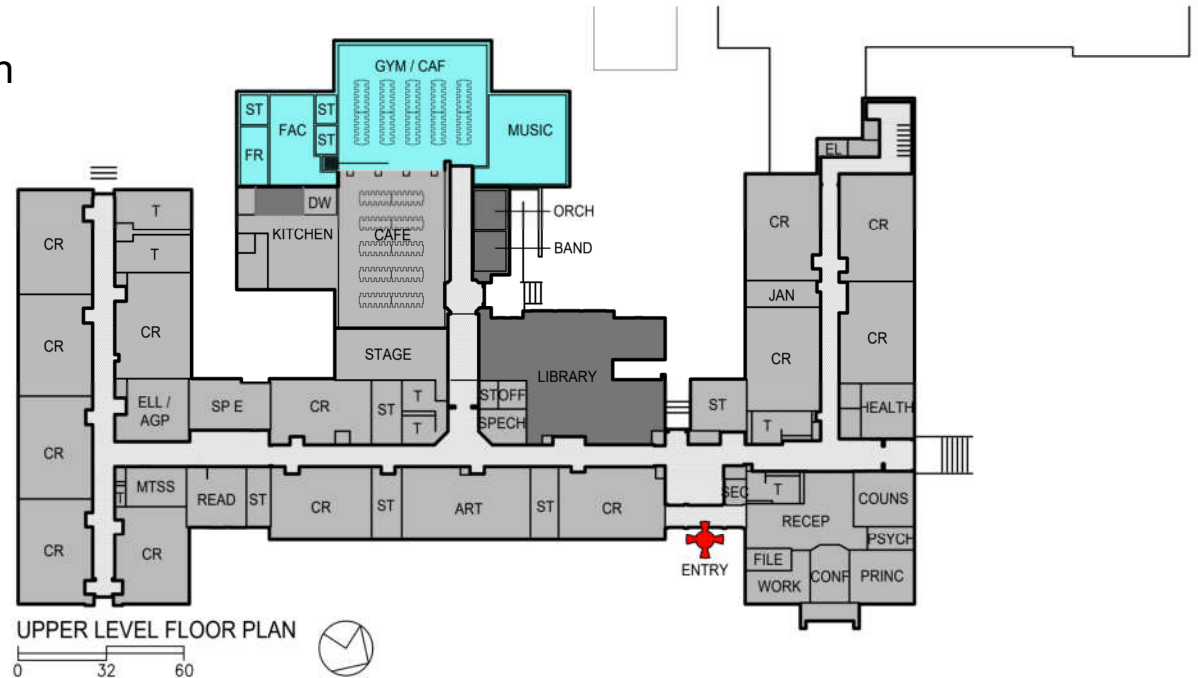 n
GYM / CAF
ST
FAC
ST
ST
FR
MUSIC
DW
KITCHEN
CAFE
ORCH
BAND
STAGE
LIBRARY
CR
T
T
CR
CR
CR
CR
CR
ELL /
AGP
SP E
CR
ST
T
T
ST
OFF
SPECH
MTSS
T
READ
ST
CR
ST
ART
ST
CR
CR
EL
CR
CR
JAN
CR
CR
ST
T
HEALTH
SEC
T
COUNS
RECEP
PSYCH
FILE
WORK
CONF
PRINC
ENTRY
UPPER LEVEL FLOOR PLAN
0 32 60